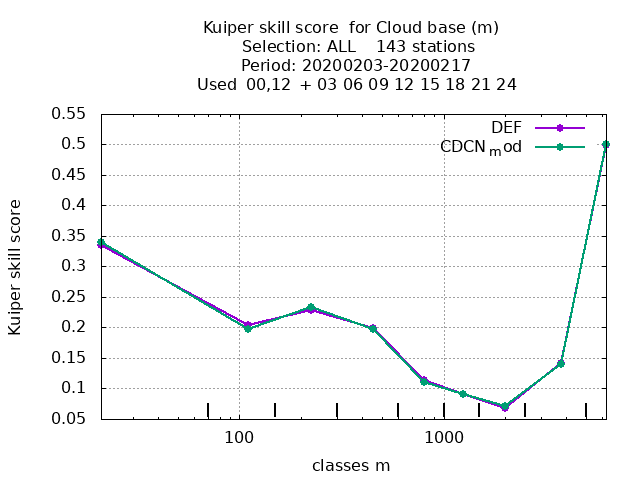 Kuiper skill score  for Cloud base (m)
Selection: ALL    143 stations
Period: 20200203-20200217
Used  00,12  + 03 06 09 12 15 18 21 24
DEF
CDCN_mod
0.55
0.5
0.45
0.4
0.35
0.3
0.25
0.2
0.15
0.1
0.05
Kuiper skill score
100 1000
classes m